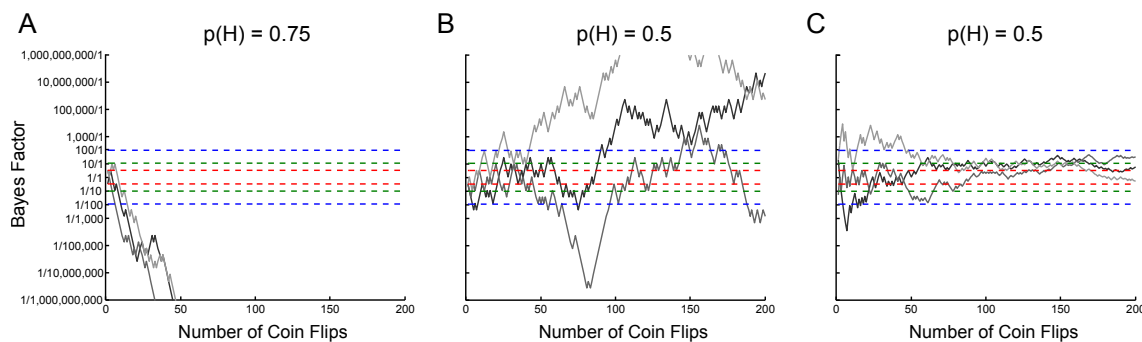 A
p(H) = 0.75
B
p(H) = 0.5
C
p(H) = 0.5
Bayes Factor
1,000,000,000/1
10,000,000/1
100,000/1
1,000/1
100/1
10/1
1/1
1/10
1/100
1/1,000
1/100,000
1/10,000,000
1/1,000,000,000
0 50 100 150 200
0 50 100 150 200
0 50 100 150 200
Number of Coin Flips
Number of Coin Flips
Number of Coin Flips